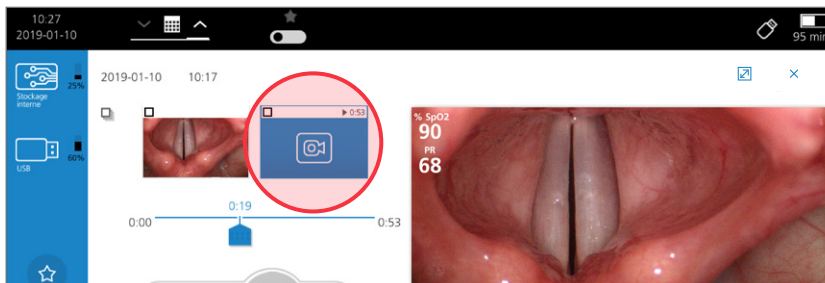 10:27
2019-01-10
95 min
25%
Stockage
interne
60%
USB
2019-01-10 10:17
0:53
0:19
0:00
0:53
% SpO2
90
PR
68